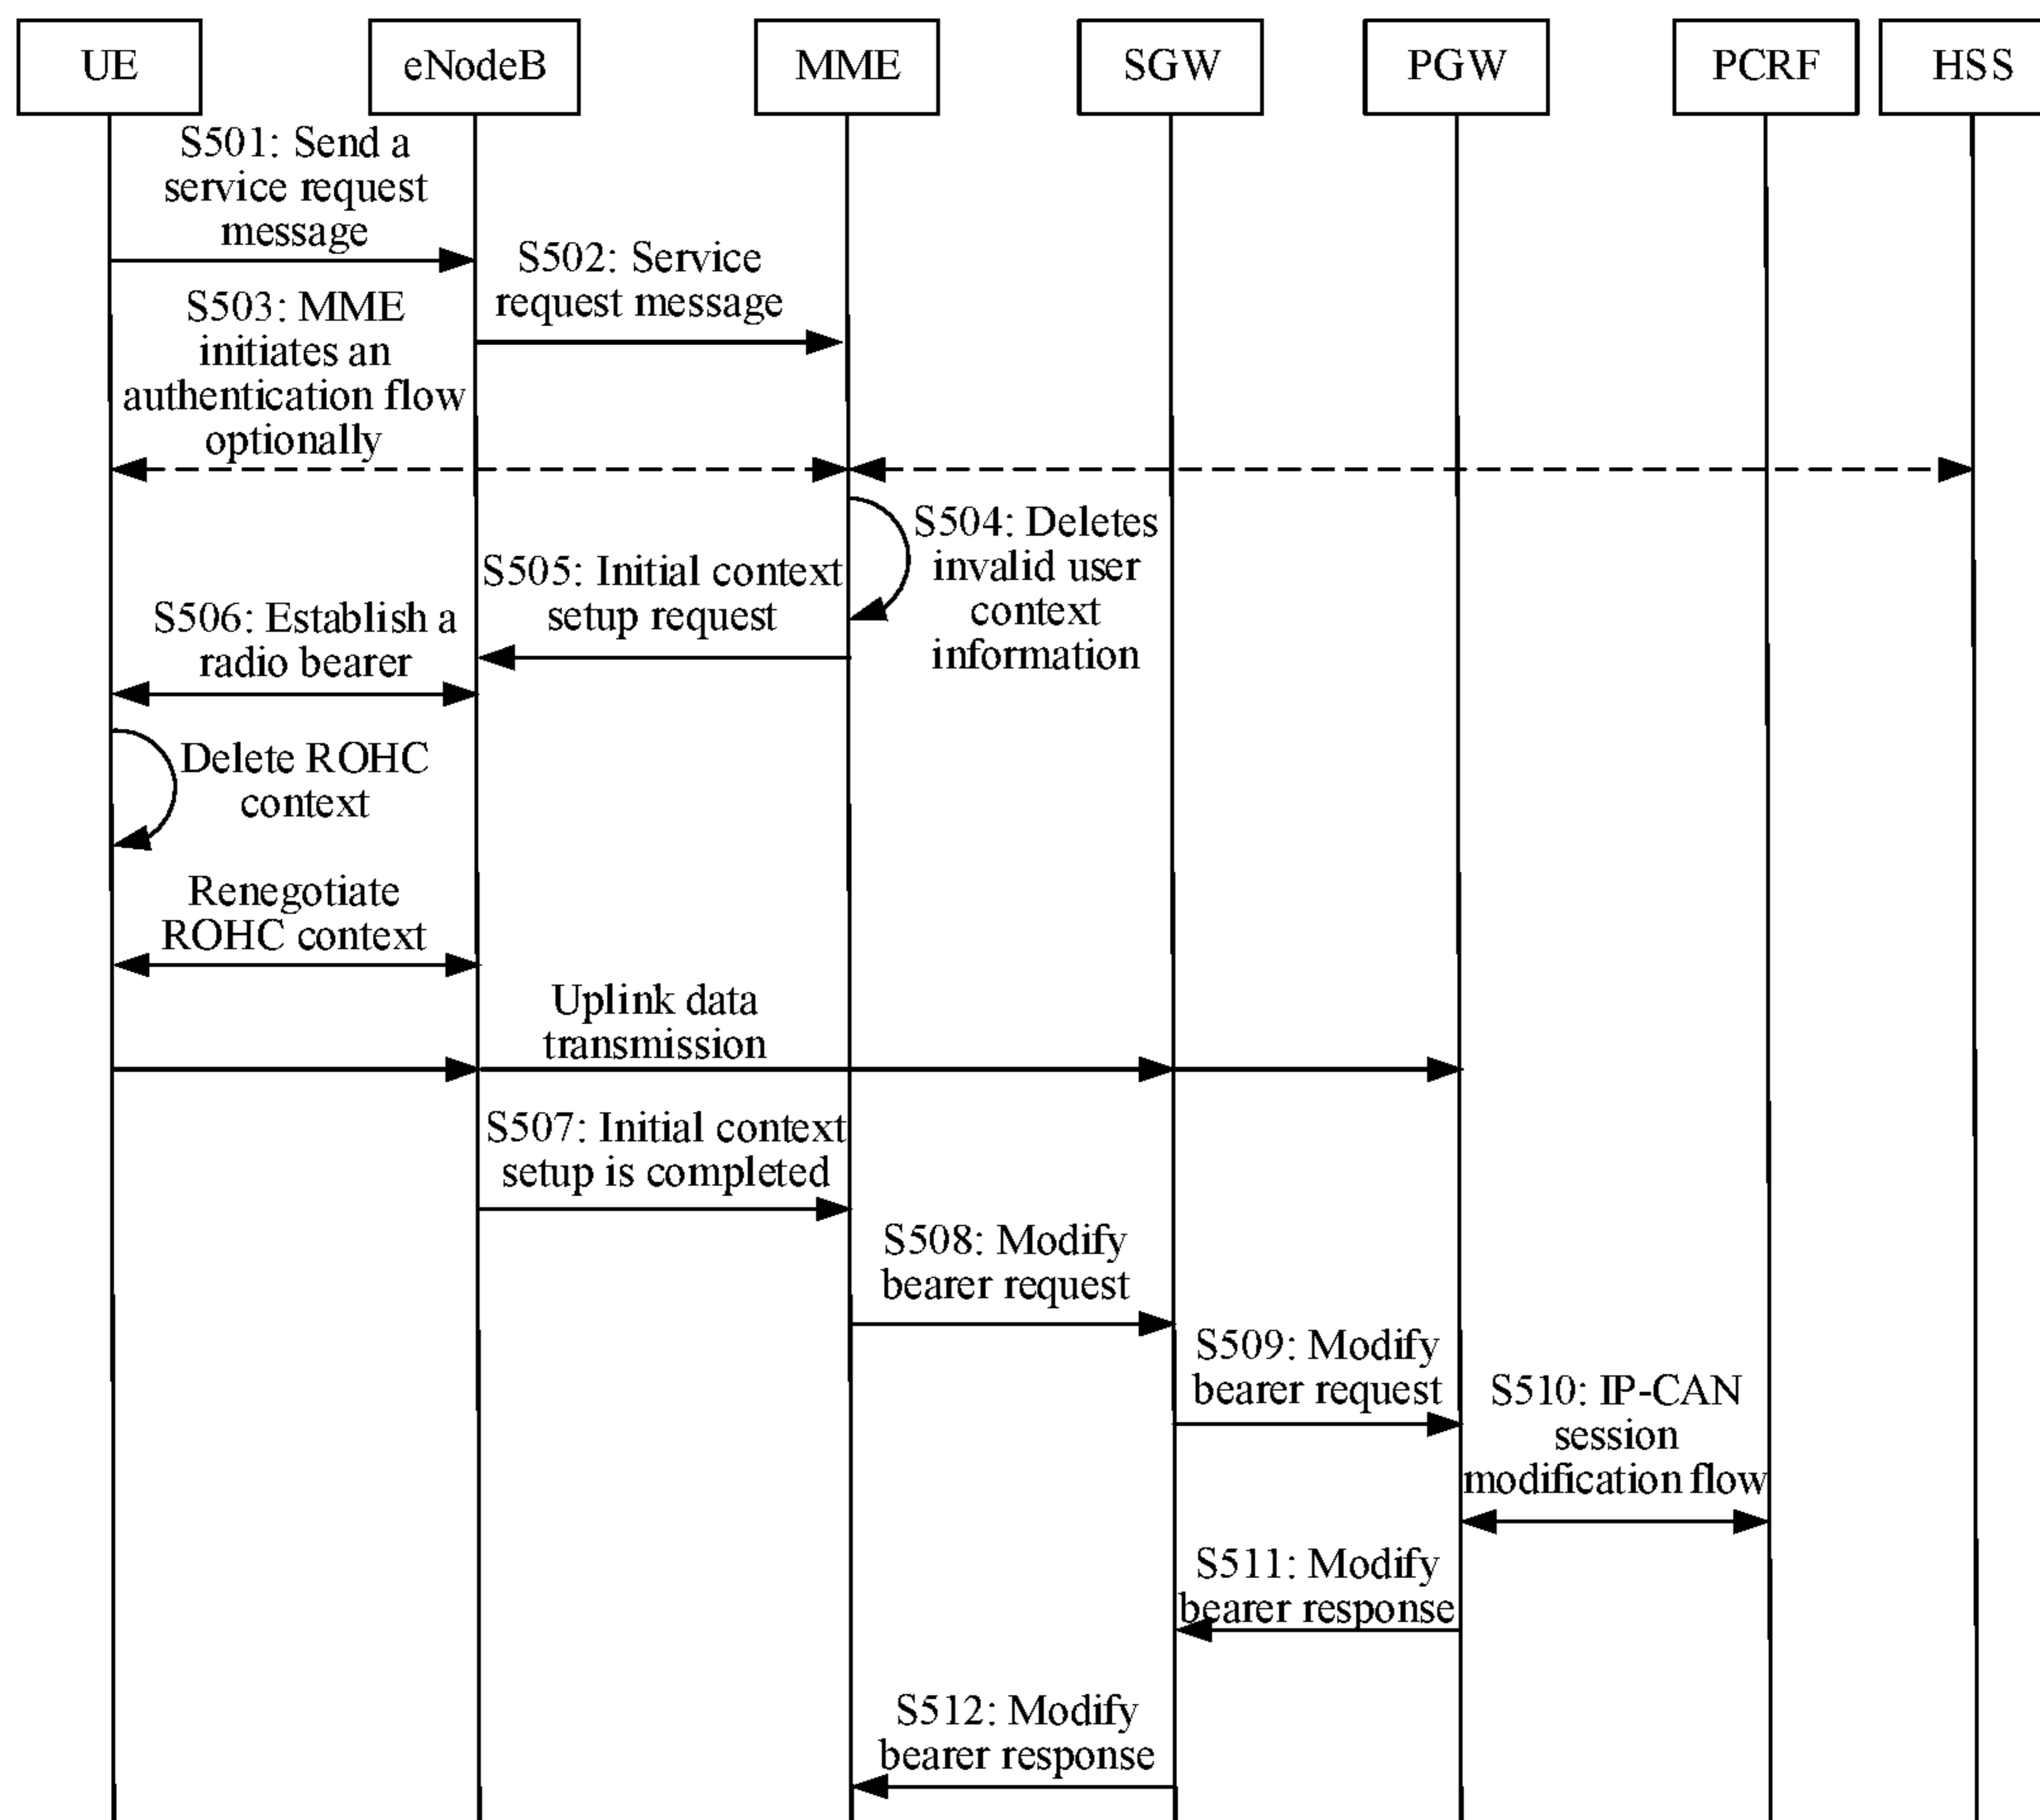 UE
eNodeB
MME
SGW
PGW
PCRF
HSS
S501: Send a
service request
message
S502: Service
request message
S503: MME
initiates an
authentication flow
optionally
S504: Deletes
invalid user
context
information
S505: Initial context
setup request
S506: Establish a
radio bearer
Delete ROHC
context
Renegotiate
ROHC context
Uplink data
transmission
S507: Initial context
setup is completed
S508: Modify
bearer request
S509: Modify
bearer request
S510: IP-CAN
session
modification flow
S511: Modify
bearer response
S512: Modify
bearer response